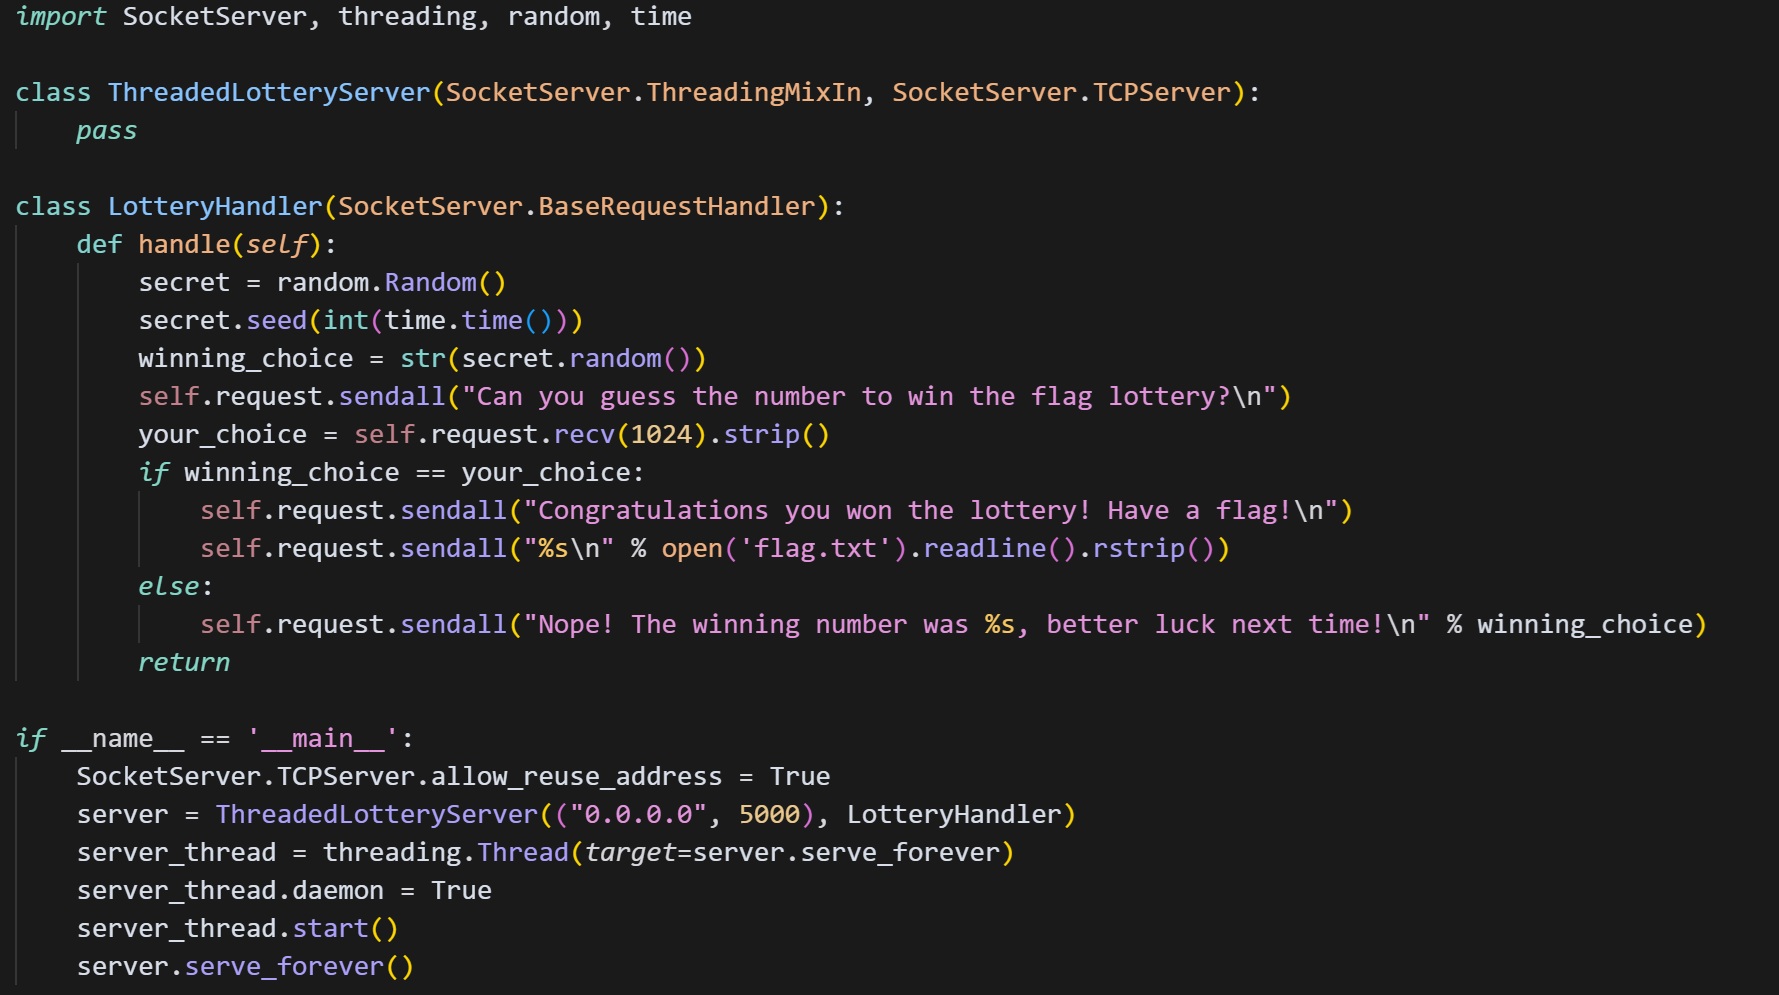 import SocketServer, threading, random, time

class ThreadedLotteryServer(SocketServer.ThreadingMixIn, SocketServer.TCPServer):
    pass

class LotteryHandler(SocketServer.BaseRequestHandler):
    def handle(self):
        secret = random.Random()
        secret.seed(int(time.time()))
        winning_choice = str(secret.random())
        self.request.sendall("Can you guess the number to win the flag lottery?\n")
        your_choice = self.request.recv(1024).strip()
        if winning_choice == your_choice:
            self.request.sendall("Congratulations you won the lottery! Have a flag!\n")
            self.request.sendall("%s\n" % open('flag.txt').readline().rstrip())
        else:
            self.request.sendall("Nope! The winning number was %s, better luck next time!\n" % winning_choice)
        return

if __name__ == '__main__':
    SocketServer.TCPServer.allow_reuse_address = True
    server = ThreadedLotteryServer(("0.0.0.0", 5000), LotteryHandler)
    server_thread = threading.Thread(target=server.serve_forever)
    server_thread.daemon = True
    server_thread.start()
    server.serve_forever()